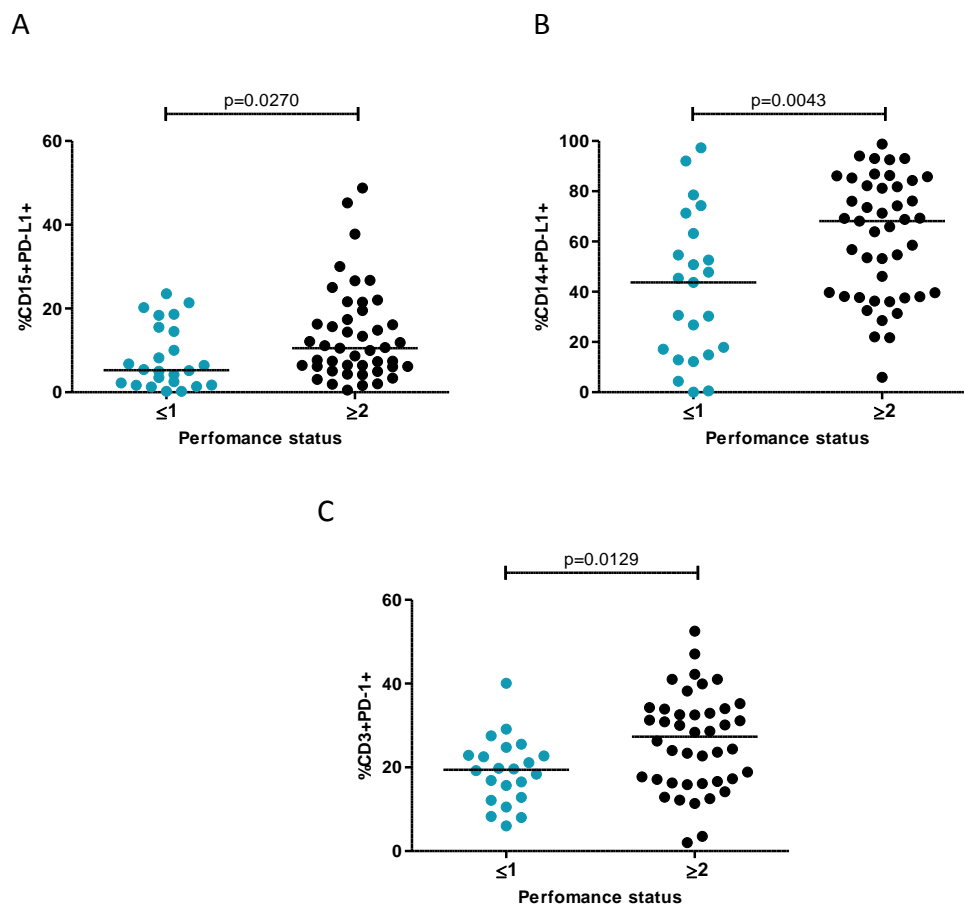 A
p=0.0270
%CD15+PD-L1+
60
40
20
0
≤1
≥2
Perfomance status
B
p=0.0043
%CD14+PD-L1+
100
80
60
40
20
0
≤1
≥2
Perfomance status
C
p=0.0129
%CD3+PD-1+
60
40
20
0
≤1
≥2
Perfomance status